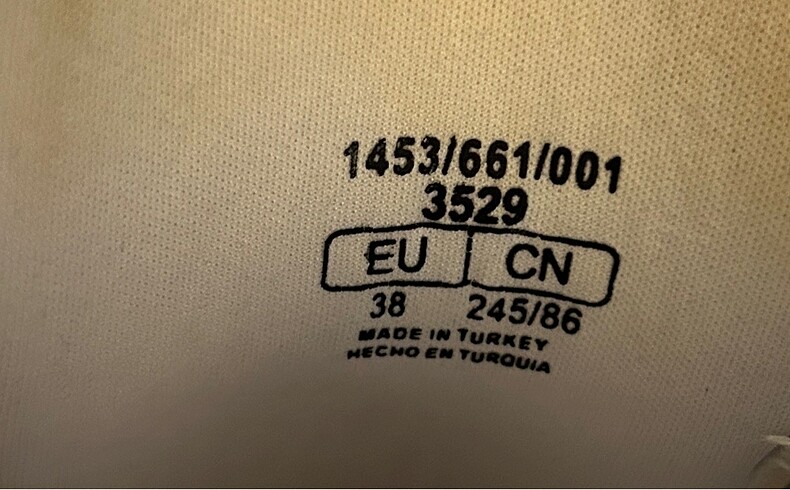 1453/661/001
3529
EU CN
38 245/86
MADE IN TURKEY
HECHO EN TURQUIA